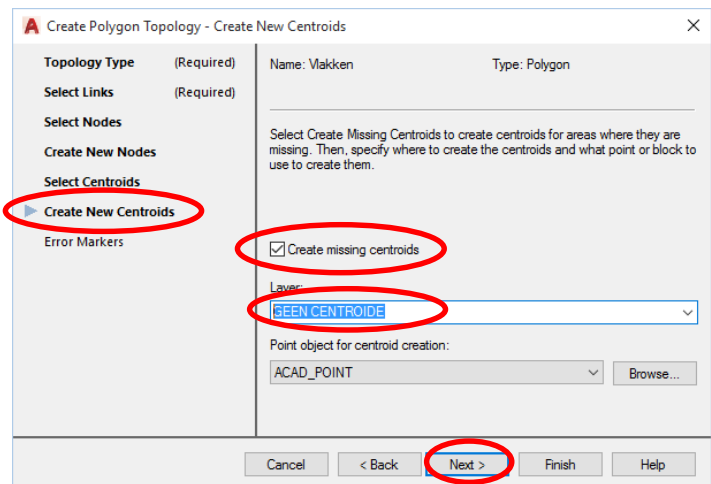 Create Polygon Topology - Create New Centroids
Topology Type (Required)
Select Links (Required)
Select Nodes
Create New Nodes
Select Centroids
Create New Centroids
Error Markers
Name: Vlakken Type: Polygon
Select Create Missing Centroids to create centroids for areas where they are
missing. Then, specify where to create the centroids and what point or block to
use to create them.
Create missing centroids
Layer:
GEEN CENTROIDE
Point object for centroid creation:
ACAD_POINT
Browse...
Cancel < Back Next > Finish Help